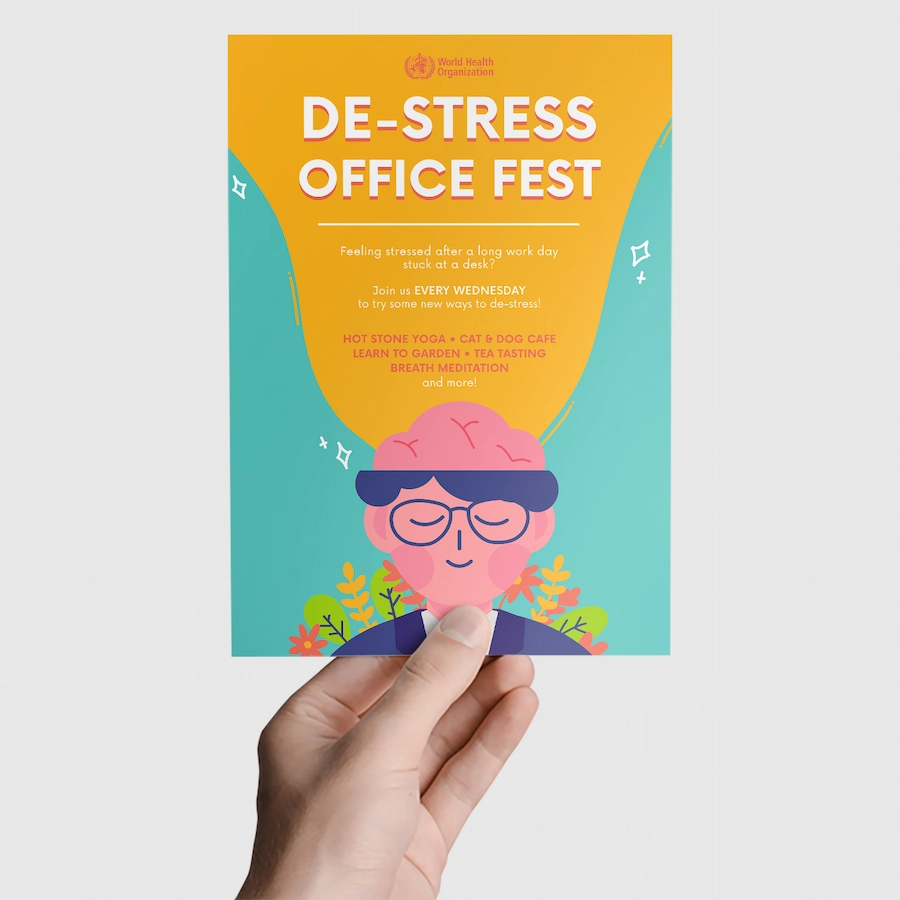 World Health
Organization
DE-STRESS
OFFICE FEST
Feeling stressed after a long work day
stuck at a desk?
Join us EVERY WEDNESDAY
to try some new ways to de-stress!
HOT STONE YOGA • CAT & DOG CAFE
LEARN TO GARDEN • TEA TASTING
BREATH MEDITATION
and more!